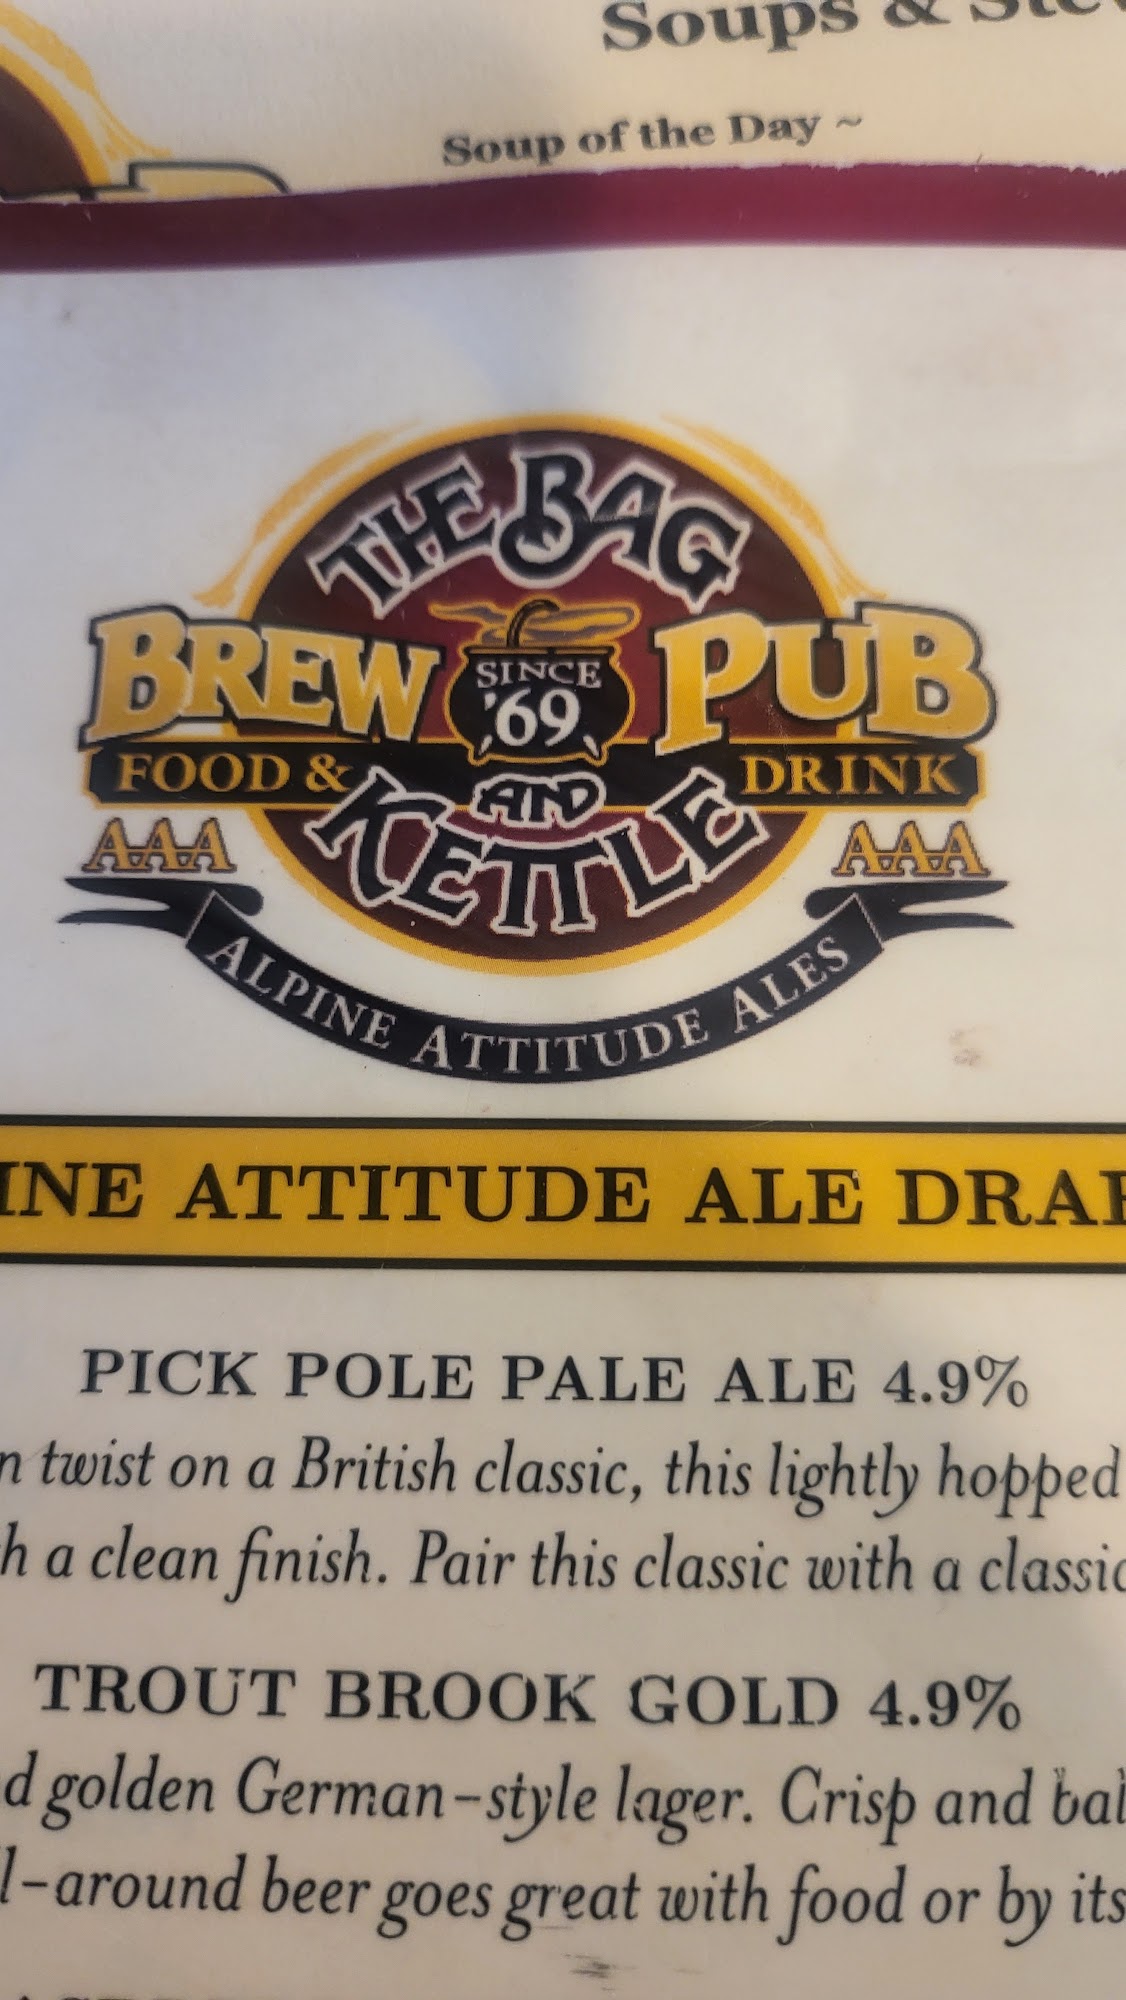 Soups &
Soup of the Day ~
THE BAG
BREW PUB
SINCE
'69
FOOD & DRINK
AND
KETTLE
AAA AAA
ALPINE ATTITUDE ALES
INE ATTITUDE ALE DRA
PICK POLE PALE ALE 4.9%
n twist on a British classic, this lightly hopped
h a clean finish. Pair this classic with a classic
TROUT BROOK GOLD 4.9%
d golden German-style lager. Crisp and bal
l-around beer goes great with food or by its